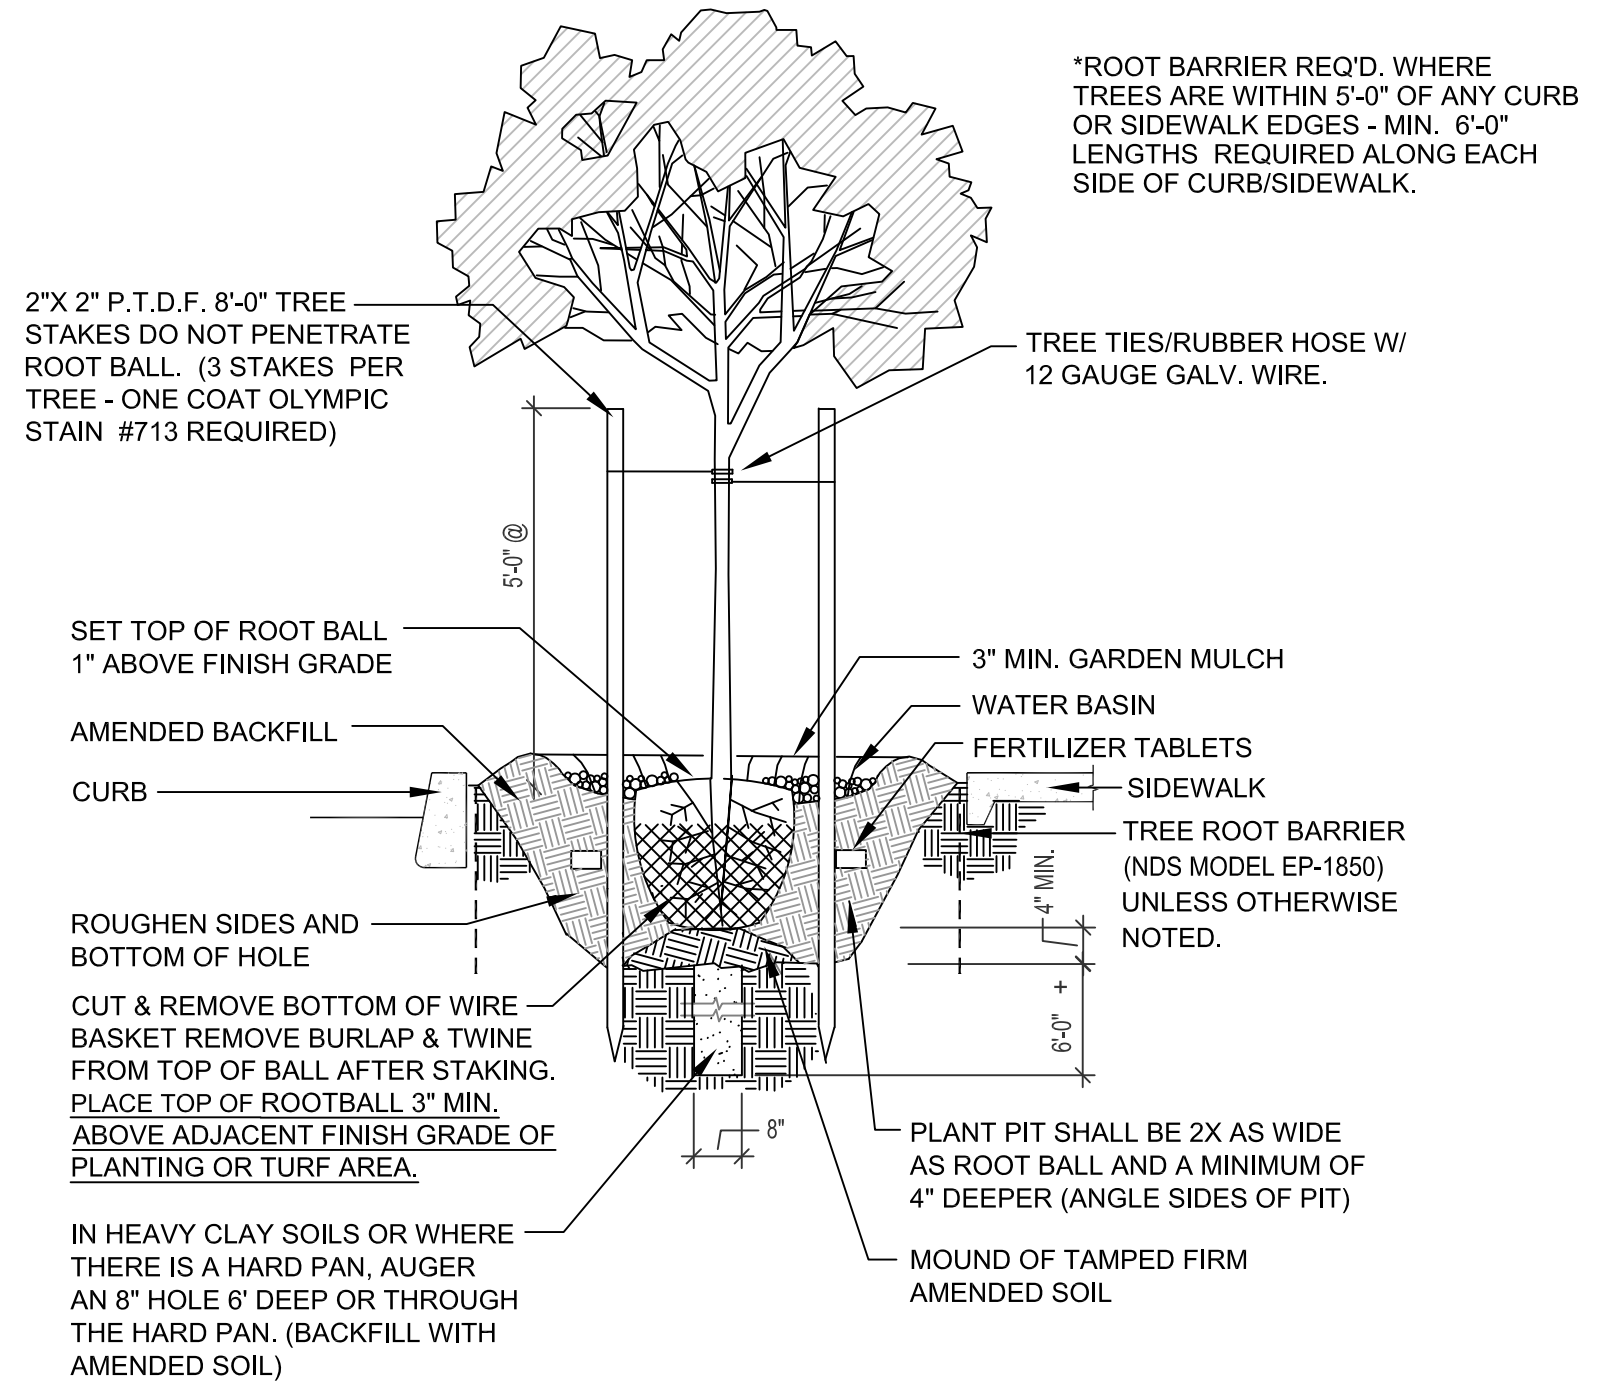 *ROOT BARRIER REQ'D. WHERE
TREES ARE WITHIN 5'-0" OF ANY CURB
OR SIDEWALK EDGES - MIN. 6'-0"
LENGTHS REQUIRED ALONG EACH
SIDE OF CURB/SIDEWALK.
2"X 2" P.T.D.F. 8'-0" TREE
STAKES DO NOT PENETRATE
ROOT BALL. (3 STAKES PER
TREE - ONE COAT OLYMPIC
STAIN #713 REQUIRED)
TREE TIES/RUBBER HOSE W/
12 GAUGE GALV. WIRE.
5'-0" @
SET TOP OF ROOT BALL
1" ABOVE FINISH GRADE
AMENDED BACKFILL
CURB
ROUGHEN SIDES AND
BOTTOM OF HOLE
CUT & REMOVE BOTTOM OF WIRE
BASKET REMOVE BURLAP & TWINE
FROM TOP OF BALL AFTER STAKING.
PLACE TOP OF ROOTBALL 3" MIN.
ABOVE ADJACENT FINISH GRADE OF
PLANTING OR TURF AREA.
IN HEAVY CLAY SOILS OR WHERE
THERE IS A HARD PAN, AUGER
AN 8" HOLE 6' DEEP OR THROUGH
THE HARD PAN. (BACKFILL WITH
AMENDED SOIL)
3" MIN. GARDEN MULCH
WATER BASIN
FERTILIZER TABLETS
SIDEWALK
TREE ROOT BARRIER
(NDS MODEL EP-1850)
UNLESS OTHERWISE
NOTED.
4" MIN.
6'-0" +
8"
PLANT PIT SHALL BE 2X AS WIDE
AS ROOT BALL AND A MINIMUM OF
4" DEEPER (ANGLE SIDES OF PIT)
MOUND OF TAMPED FIRM
AMENDED SOIL